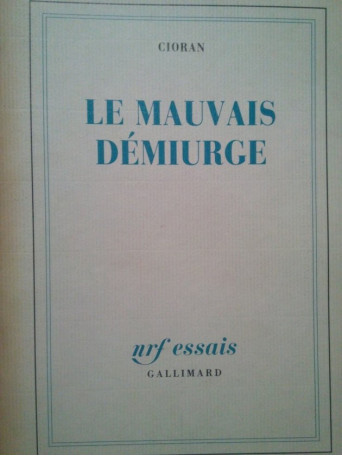 CIORAN
LE MAUVAIS
DÉMIURGE
nrf essais
GALLIMARD